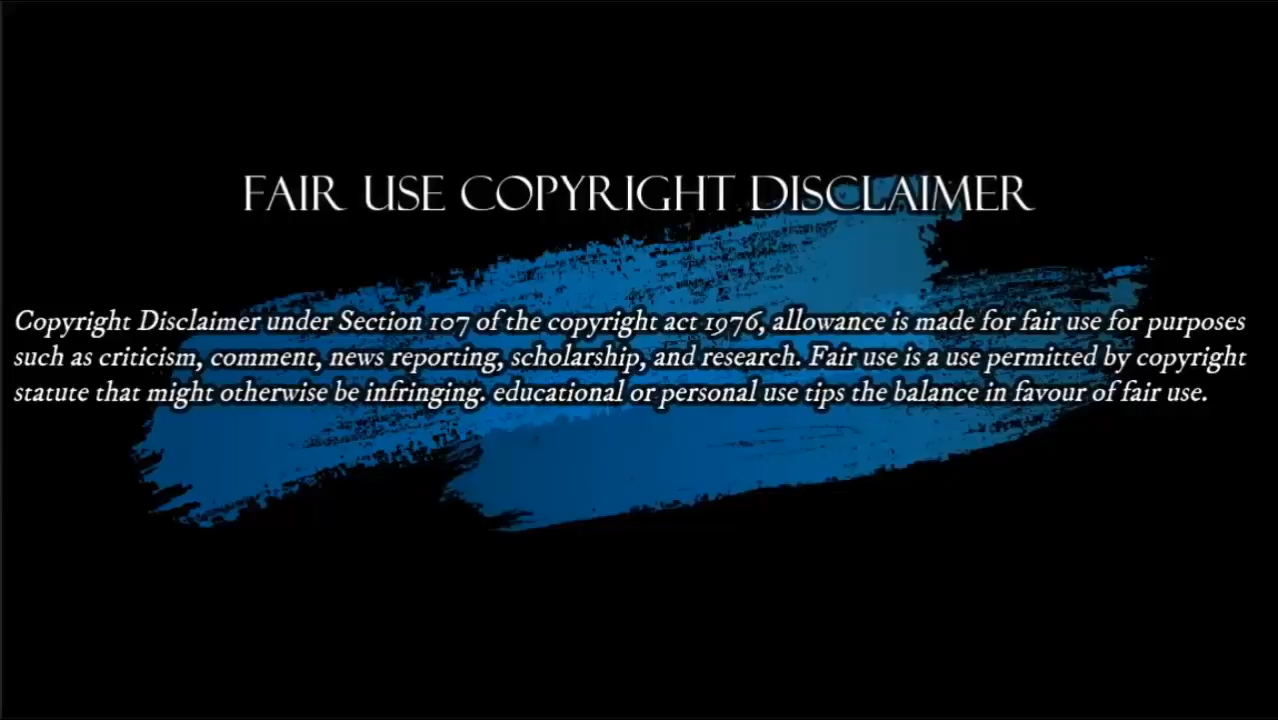 FAIR USE COPYRIGHT DISCLAIMER
Copyright Disclaimer under Section 107 of the copyright act 1976, allowance is made for fair use for purposes
such as criticism, comment, news reporting, scholarship, and research. Fair use is a use permitted by copyright
statute that might otherwise be infringing. educational or personal use tips the balance in favour of fair use.